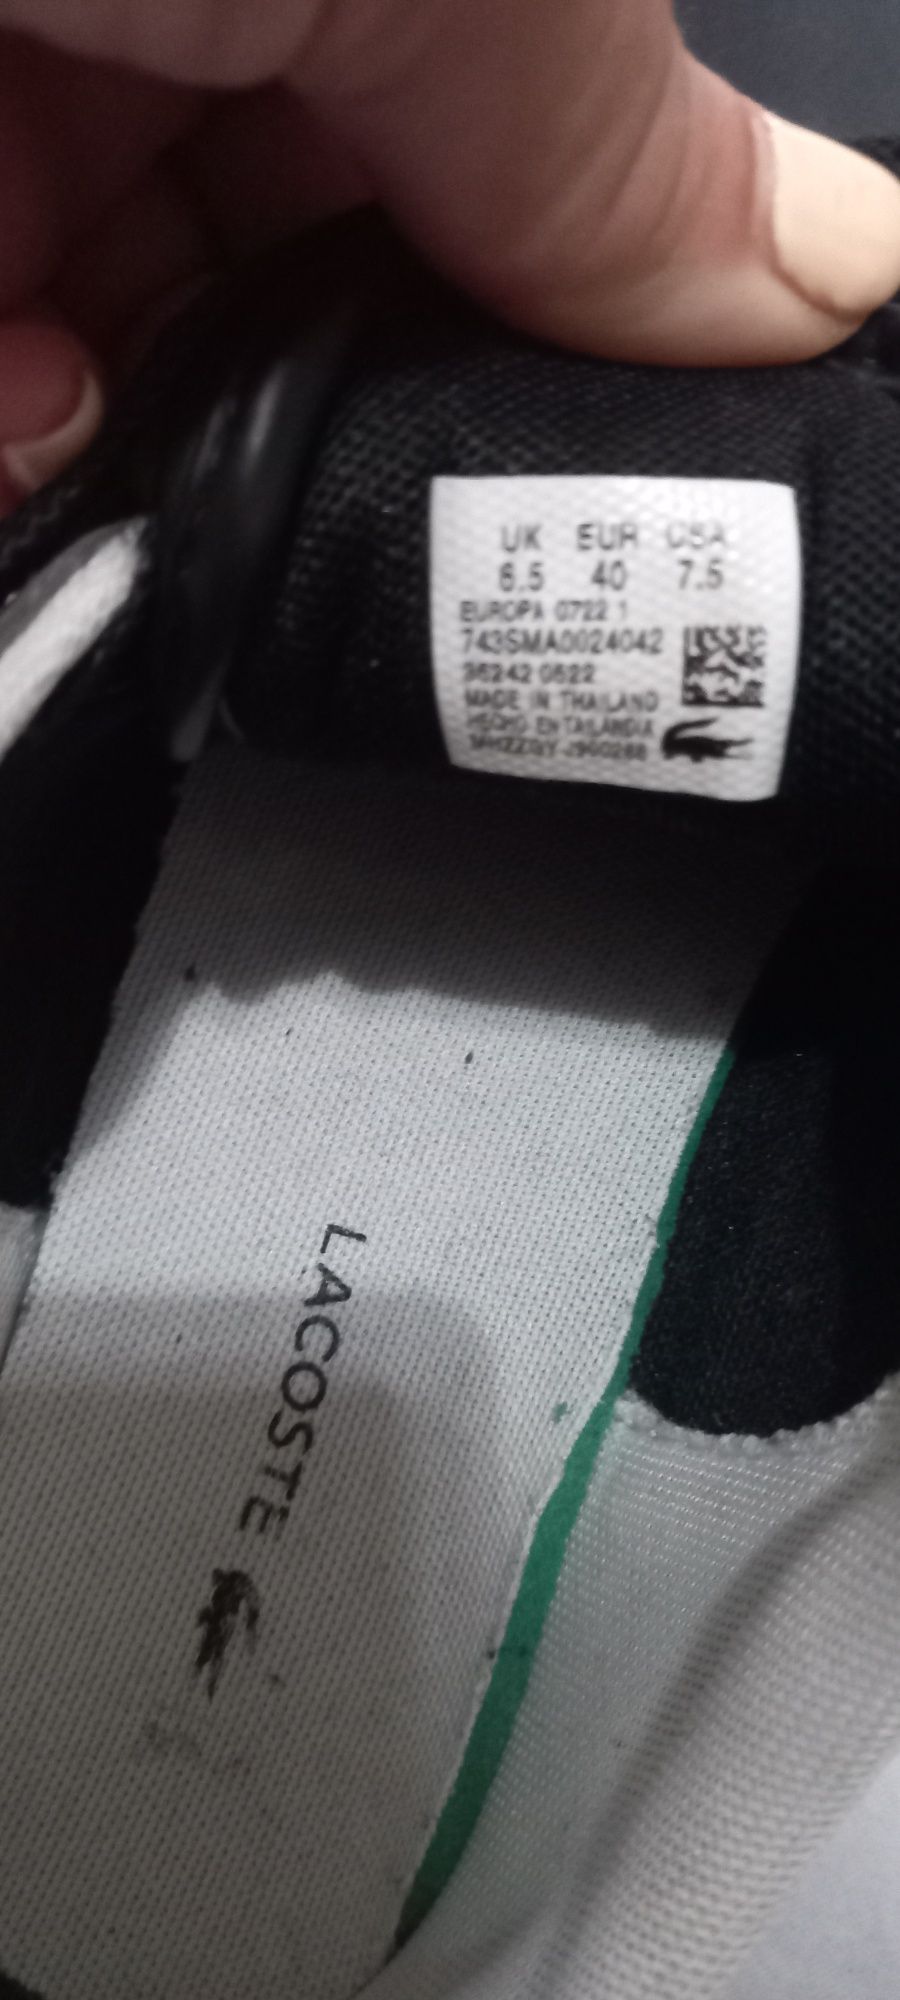 UK EUR USA
6.5 40 7.5
EUROPA 0722 1
743SMA0024042
36242 0522
MADE IN THAILAND
HECHO EN TAILANDIA
LACOSTE